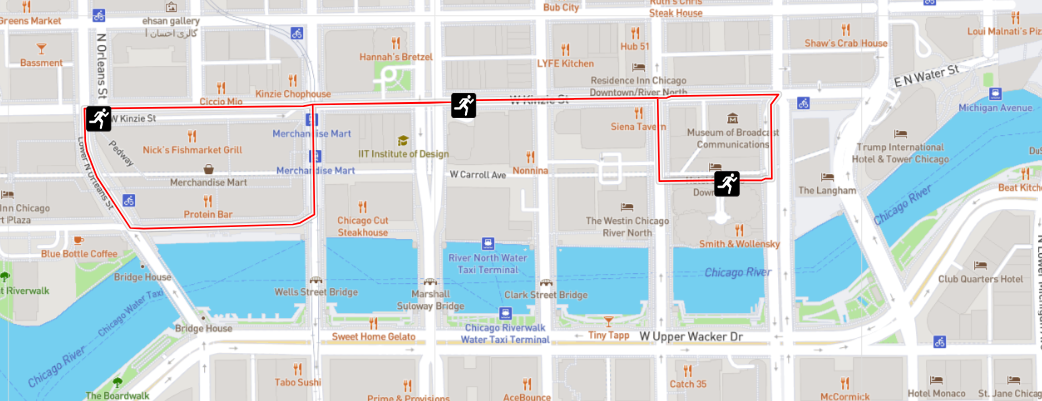 Greens Market
ehsan gallery
گالری احسان |
Bub City
Ruth's Chris
Steak House
Bassment
N Orleans St
Hannah's Bretzel
Hub 51
LYFE Kitchen
Shaw's Crab House
Lou Malnati's Piz
Residence Inn Chicago
Downtown/River North
E N Water St
Michigan Avenue
Ciccio Mio
Kinzie Chophouse
W Kinzie St
W Kinzie St
Merchandise Mart
Siena Tavern
Museum of Broadcast
Communications
Trump International
Hotel & Tower Chicago
Lower N Orleans St
Pedway
Nick's Fishmarket Grill
Merchandise Mart
IIT Institute of Design
Merchandise Mart
Nonnina
W Carroll Ave
Down
The Langham
Beat Kitche
Inn Chicago
rt Plaza
Protein Bar
Chicago Cut
Steakhouse
The Westin Chicago
River North
Smith & Wollensky
Chicago River
Blue Bottle Coffee
Bridge House
River North Water
Taxi Terminal
Chicago River
Club Quarters Hotel
t Riverwalk
Chicago Water Taxi
Wells Street Bridge
Marshall
Suloway Bridge
Clark Street Bridge
Bridge House
Sweet Home Gelato
Chicago Riverwalk
Water Taxi Terminal
Tiny Tapp
W Upper Wacker Dr
Chicago River
The Boardwalk
Tabo Sushi
Prime & Provisions
AceBounce
Catch 35
McCormick
Hotel Monaco
St. Jane Chicag